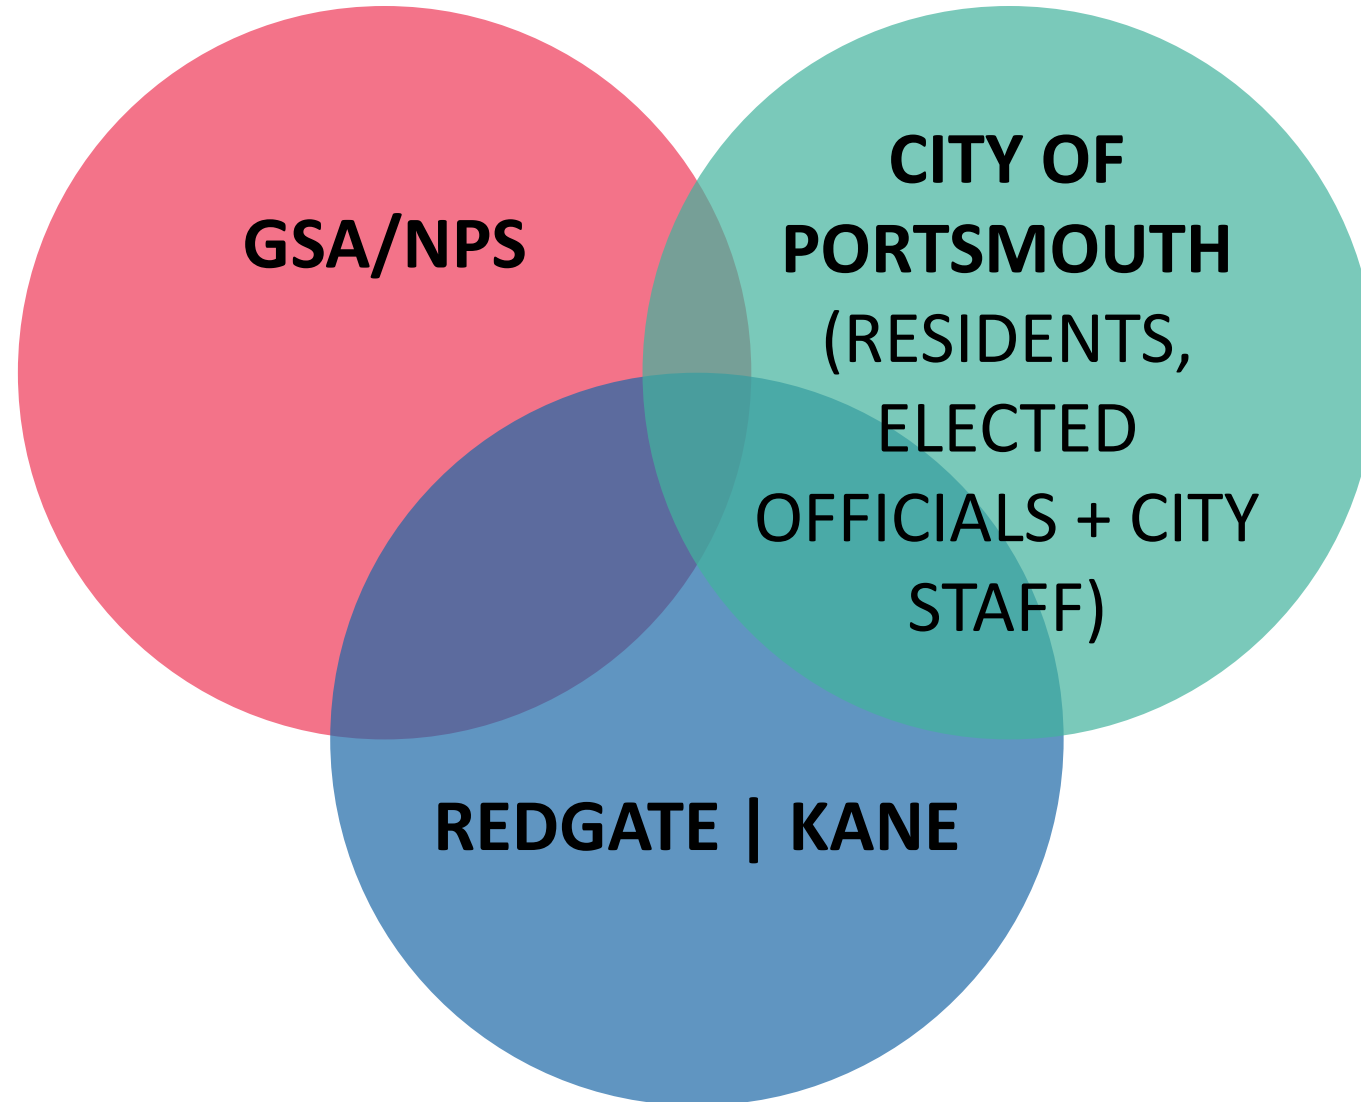 GSA/NPS
CITY OF
PORTSMOUTH
(RESIDENTS,
ELECTED
OFFICIALS + CITY
STAFF)
REDGATE | KANE